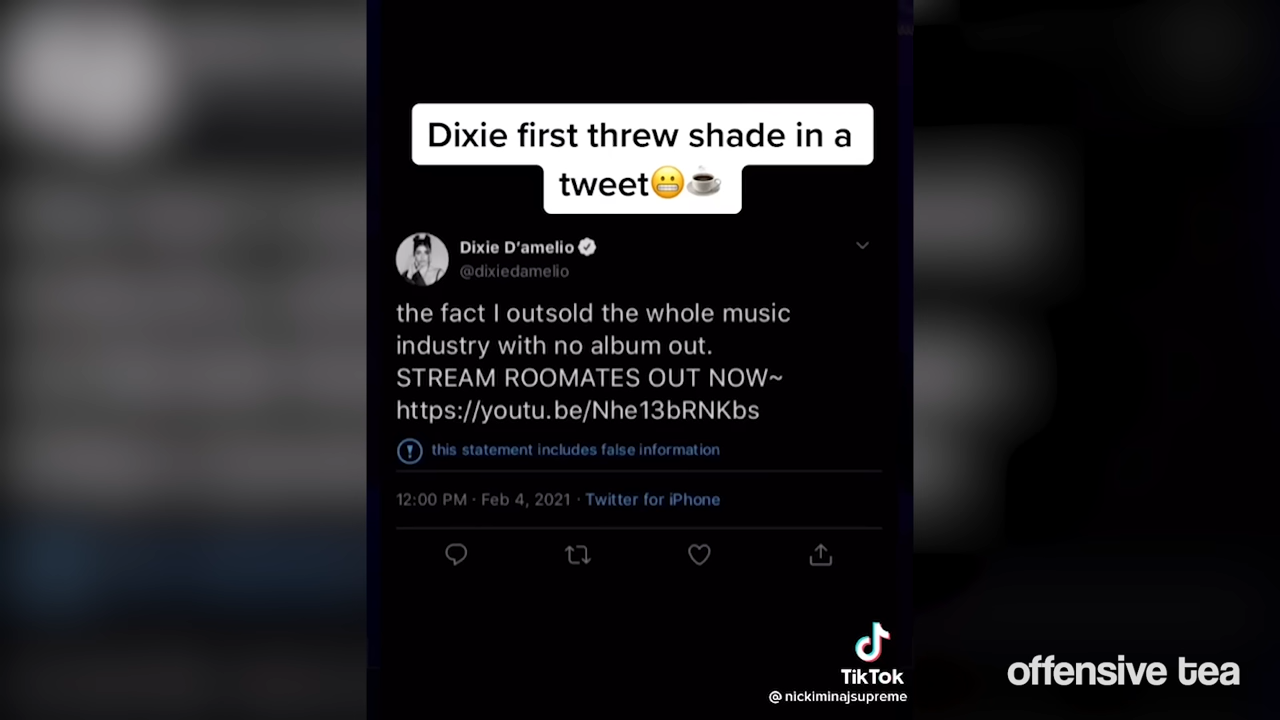 Dixie first threw shade in a
tweet😬☕
Dixie D'amelio
@dixiedamelio
the fact I outsold the whole music
industry with no album out.
STREAM ROOMATES OUT NOW~
https://youtu.be/Nhe13bRNKbs
this statement includes false information
12:00 PM · Feb 4, 2021 · Twitter for iPhone
TikTok
@nickiminajsupreme
offensive tea